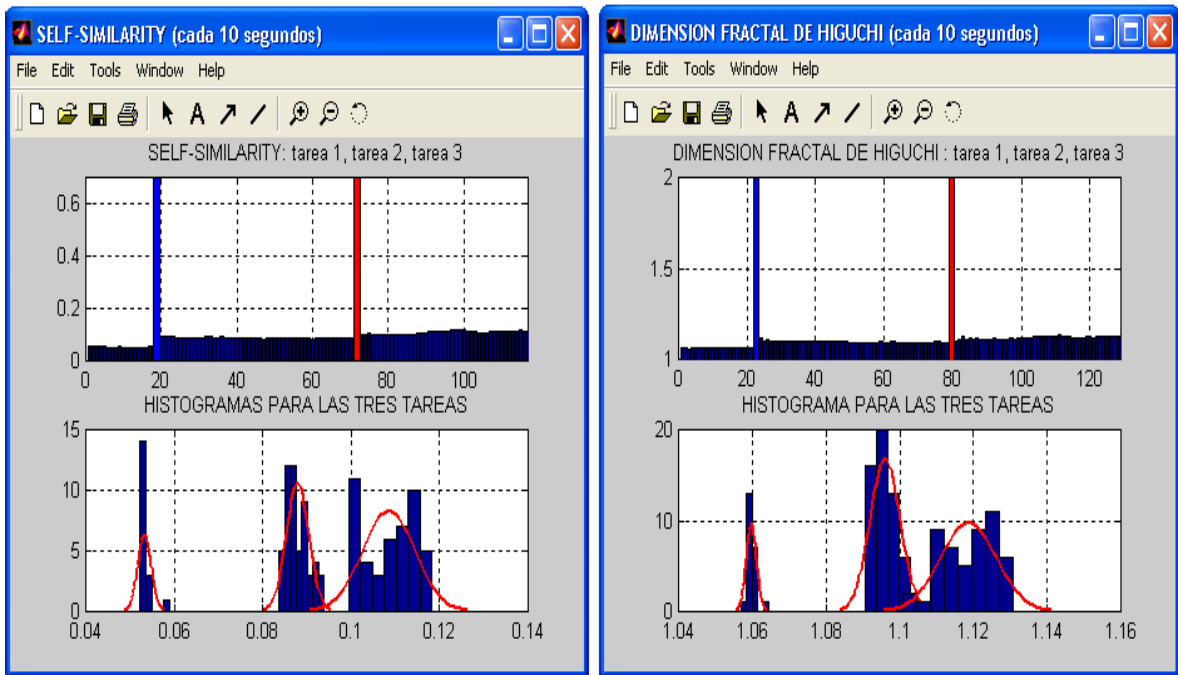 SELF-SIMILARITY (cada 10 segundos)
File Edit Tools Window Help
A
SELF-SIMILARITY: tarea 1, tarea 2, tarea 3
0.6
0.4
0.2
0
0 20 40 60 80 100
HISTOGRAMAS PARA LAS TRES TAREAS
15
10
5
0
0.04 0.06 0.08 0.1 0.12 0.14
DIMENSION FRACTAL DE HIGUCHI (cada 10 segundos)
File Edit Tools Window Help
A
DIMENSION FRACTAL DE HIGUCHI : tarea 1, tarea 2, tarea 3
2
1.5
1
0 20 40 60 80 100 120
HISTOGRAMA PARA LAS TRES TAREAS
20
10
0
1.04 1.06 1.08 1.1 1.12 1.14 1.16